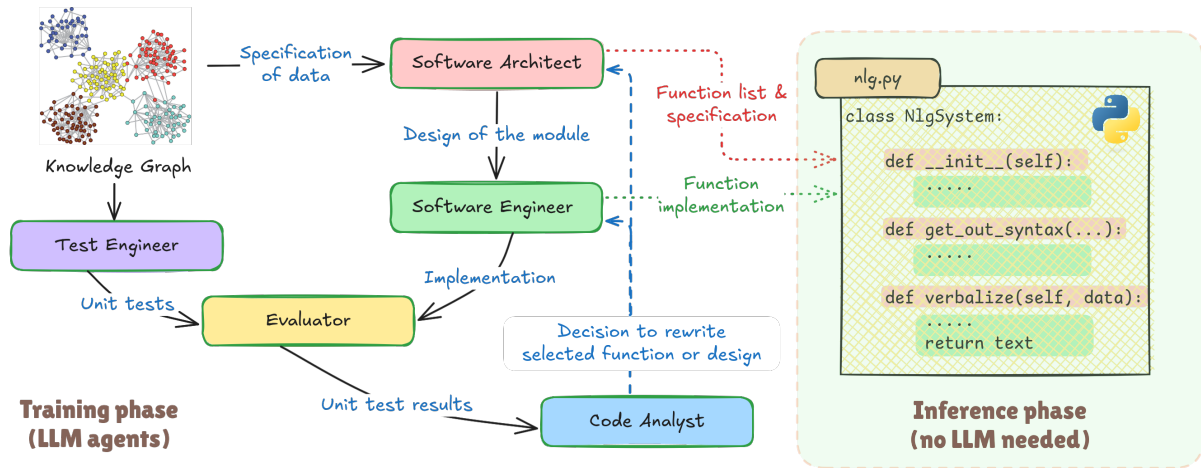 Knowledge Graph
Specification
of data
Software Architect
Design of the module
Software Engineer
Test Engineer
Unit tests
Implementation
Evaluator
Decision to rewrite
selected function or design
Unit test results
Code Analyst
Training phase
(LLM agents)
Function list &
specification
Function
implementation
nlg.py
class NlgSystem:
def __init__(self):
.....
def get_out_syntax(...):
.....
def verbalize(self, data):
.....
return text
Inference phase
(no LLM needed)